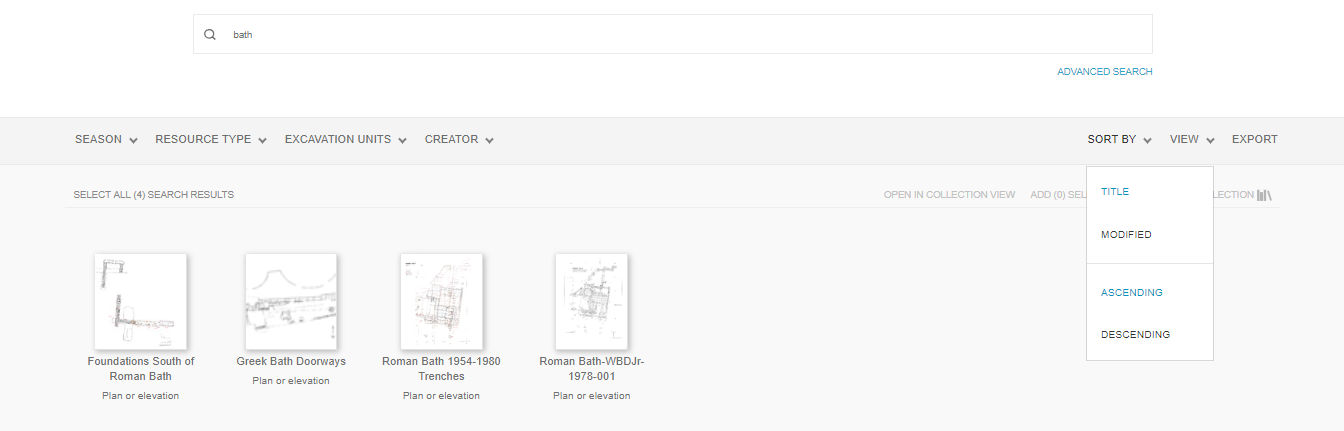 bath
ADVANCED SEARCH
SEASON RESOURCE TYPE EXCAVATION UNITS CREATOR SORT BY VIEW EXPORT
SELECT ALL (4) SEARCH RESULTS OPEN IN COLLECTION VIEW ADD (0) SEL LECTION
TITLE
MODIFIED
ASCENDING
DESCENDING
Foundations South of
Roman Bath
Plan or elevation
Greek Bath Doorways
Plan or elevation
Roman Bath 1954-1980
Trenches
Plan or elevation
Roman Bath-WBDJr-
1978-001
Plan or elevation